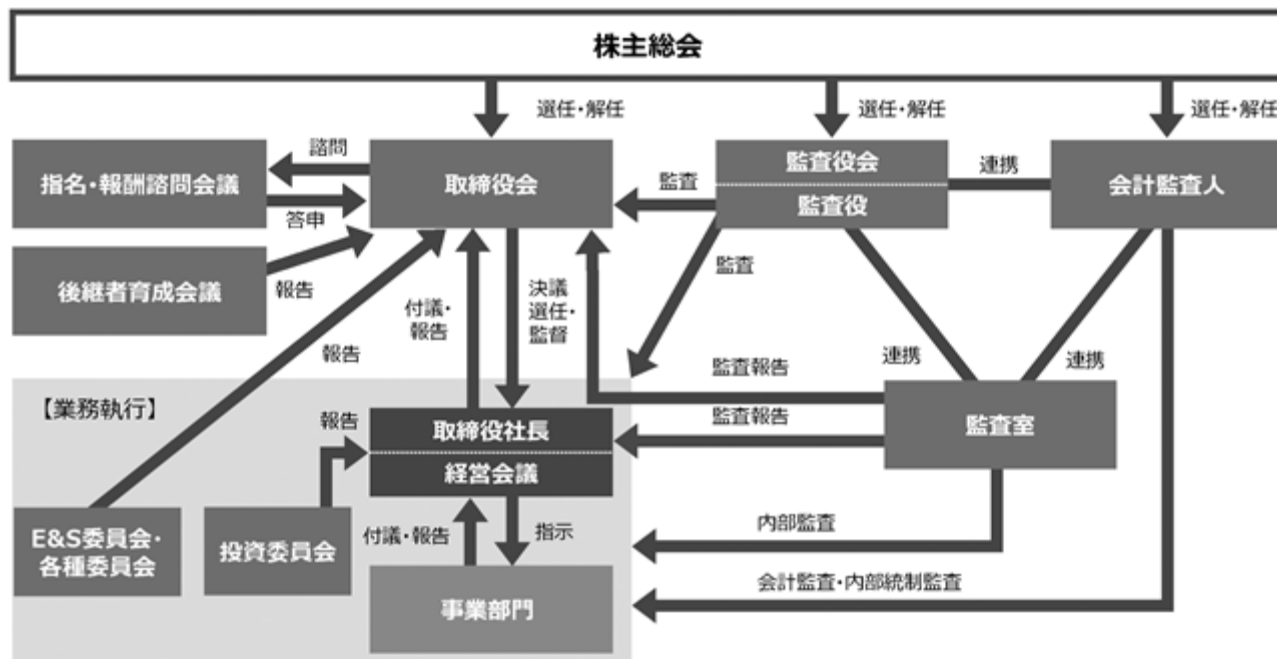 株主総会
選任・解任
選任・解任
選任・解任
指名・報酬諮問会議
諮問
答申
取締役会
監査
監査役会
監査役
連携
会計監査人
後継者育成会議
報告
報告
付議・
報告
決議
選任・
監督
監査
連携
連携
監査報告
監査報告
監査室
【業務執行】
報告
取締役社長
経営会議
E&S委員会・
各種委員会
投資委員会
付議・報告
指示
内部監査
会計監査・内部統制監査
事業部門